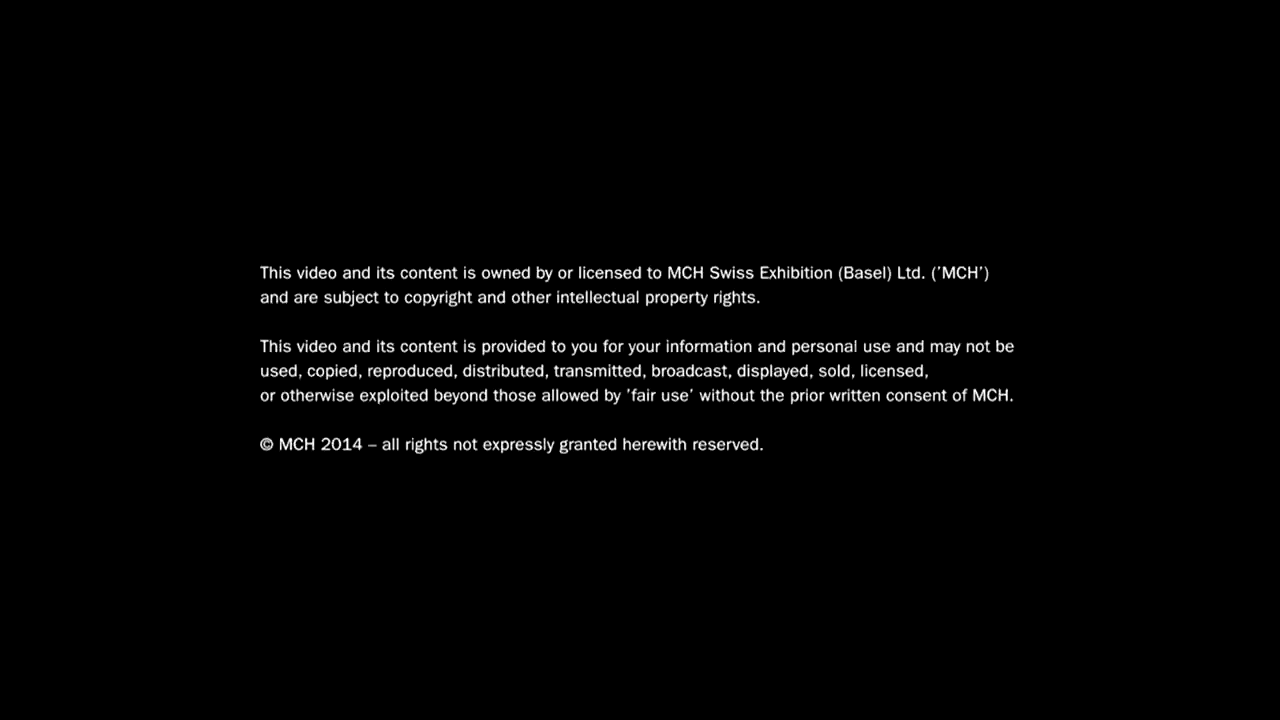 This video and its content is owned by or licensed to MCH Swiss Exhibition (Basel) Ltd. ('MCH')
and are subject to copyright and other intellectual property rights.
This video and its content is provided to you for your information and personal use and may not be
used, copied, reproduced, distributed, transmitted, broadcast, displayed, sold, licensed,
or otherwise exploited beyond those allowed by 'fair use' without the prior written consent of MCH.
© MCH 2014 – all rights not expressly granted herewith reserved.